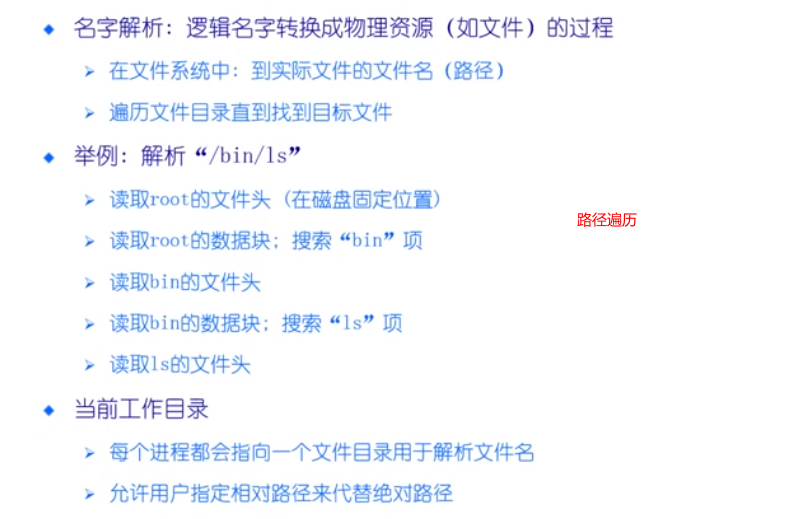 名字解析：逻辑名字转换成物理资源（如文件）的过程
在文件系统中：到实际文件的文件名（路径）
遍历文件目录直到找到目标文件
举例：解析“/bin/ls”
读取root的文件头（在磁盘固定位置）
读取root的数据块；搜索“bin”项
路径遍历
读取bin的文件头
读取bin的数据块；搜索“ls”项
读取ls的文件头
当前工作目录
每个进程都会指向一个文件目录用于解析文件名
允许用户指定相对路径来代替绝对路径